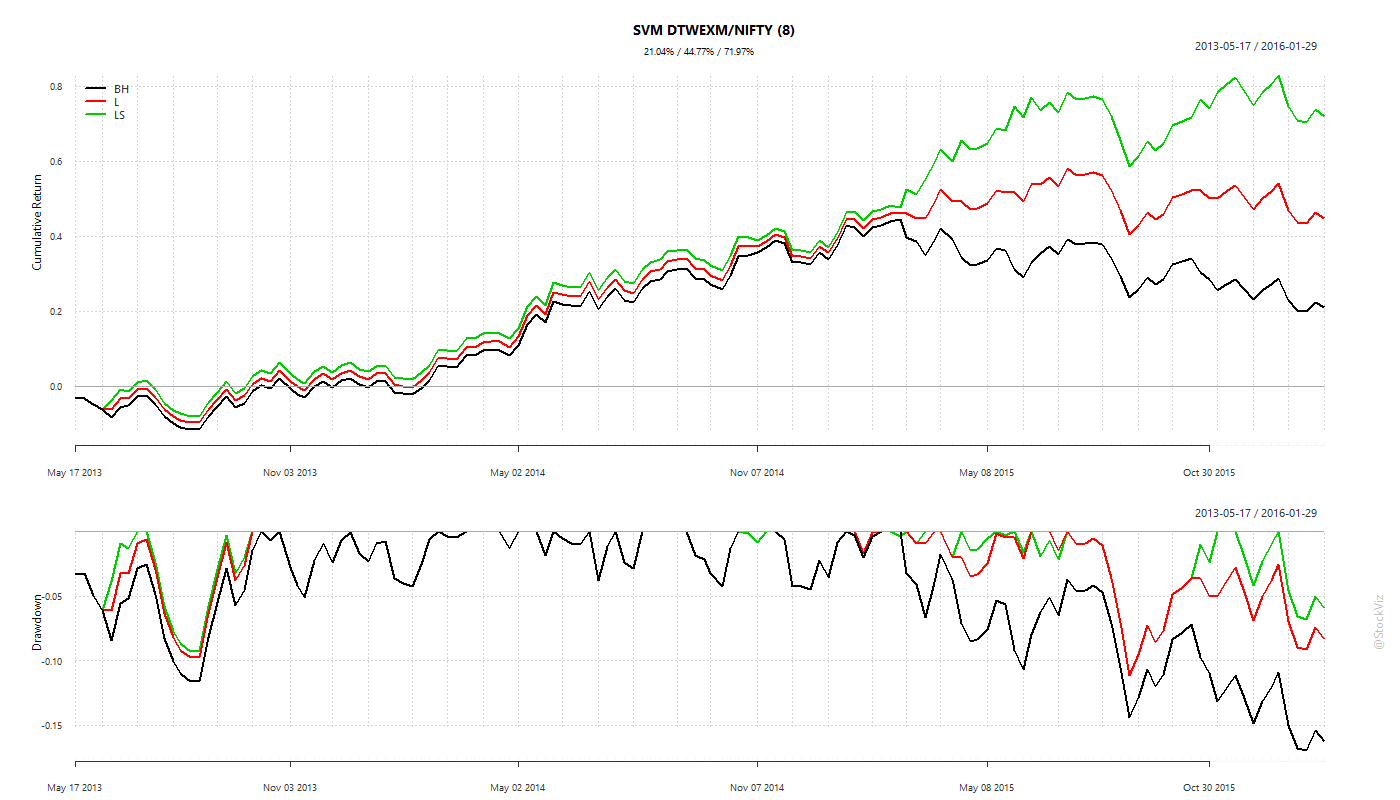 SVM DTWEXM/NIFTY (8)
21.04% / 44.77% / 71.97%
2013-05-17 / 2016-01-29
BH
L
LS
Cumulative Return
0.8
0.6
0.4
0.2
0.0
May 17 2013
Nov 03 2013
May 02 2014
Nov 07 2014
May 08 2015
Oct 30 2015
2013-05-17 / 2016-01-29
Drawdown
-0.05
-0.10
-0.15
May 17 2013
Nov 03 2013
May 02 2014
Nov 07 2014
May 08 2015
Oct 30 2015
@StockViz